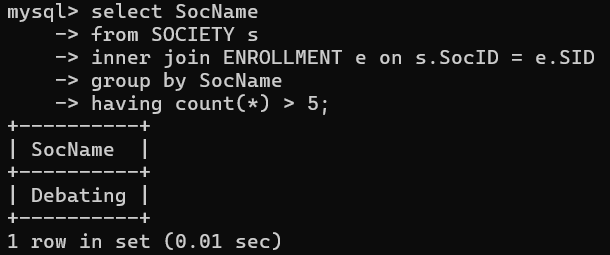 mysql> select SocName
    -> from SOCIETY s
    -> inner join ENROLLMENT e on s.SocID = e.SID
    -> group by SocName
    -> having count(*) > 5;
+----------+
| SocName  |
+----------+
| Debating |
+----------+
1 row in set (0.01 sec)